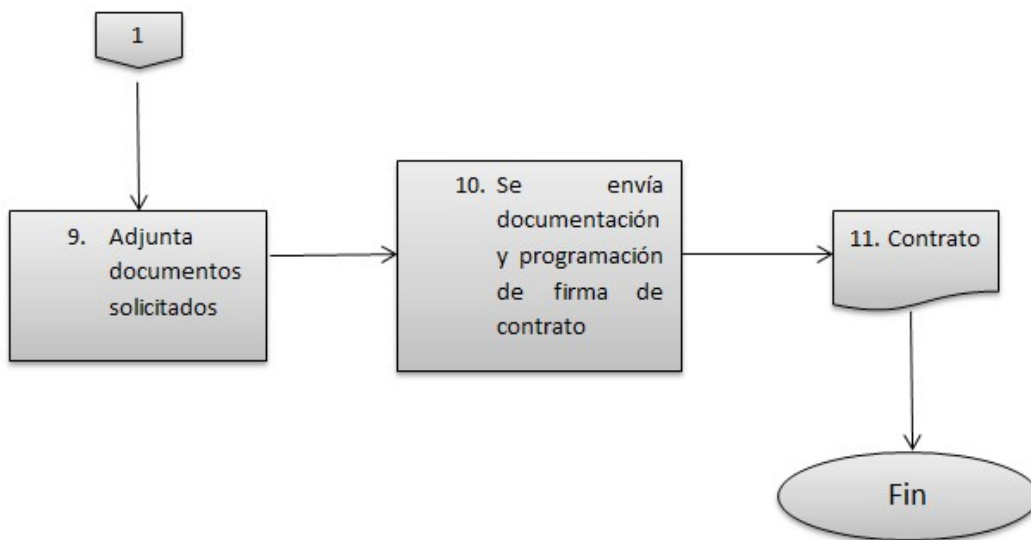 1
9. Adjunta
documentos
solicitados
10. Se envía
documentación
y programación
de firma de
contrato
11. Contrato
Fin